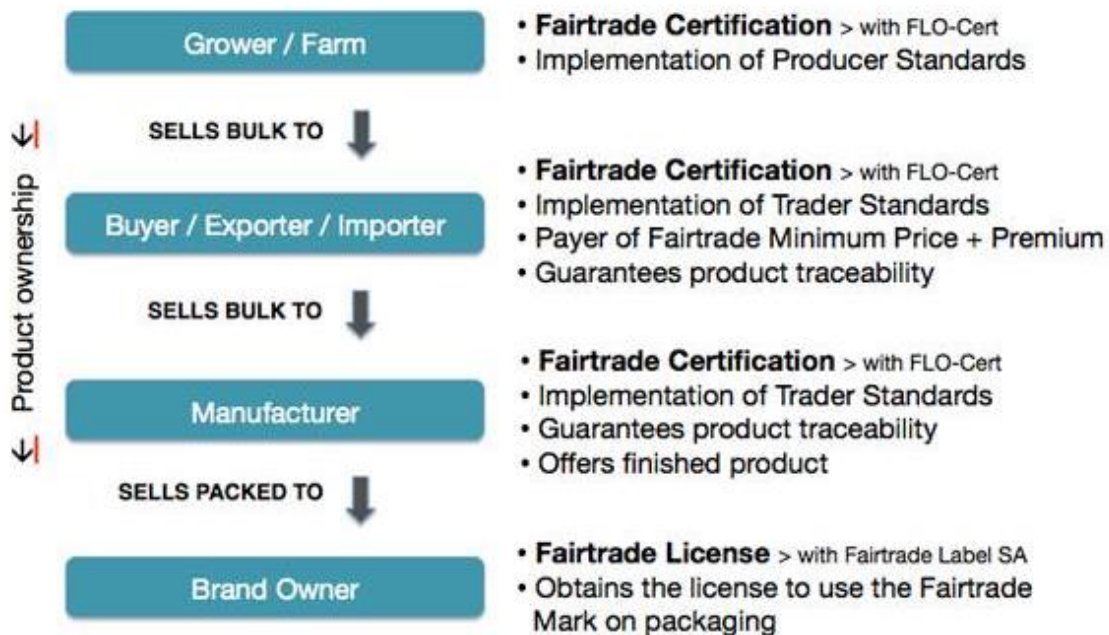 Grower / Farm
• Fairtrade Certification > with FLO-Cert
• Implementation of Producer Standards
SELLS BULK TO
Product ownership
Buyer / Exporter / Importer
• Fairtrade Certification > with FLO-Cert
• Implementation of Trader Standards
• Payer of Fairtrade Minimum Price + Premium
• Guarantees product traceability
SELLS BULK TO
Manufacturer
• Fairtrade Certification > with FLO-Cert
• Implementation of Trader Standards
• Guarantees product traceability
• Offers finished product
SELLS PACKED TO
Brand Owner
• Fairtrade License > with Fairtrade Label SA
• Obtains the license to use the Fairtrade
Mark on packaging